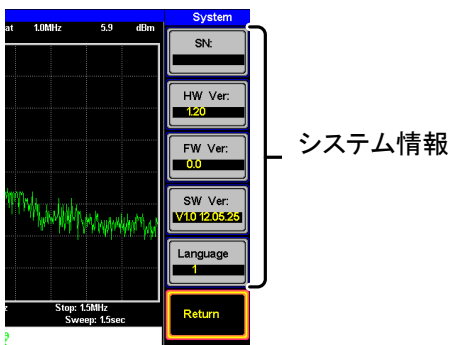 System
at 1.0MHz 5.9 dBm
SN:
HW Ver:
1.20
FW Ver:
0.0
SW Ver:
V1.0 12.05.25
Language
1
Return
システム情報
z Stop: 1.5MHz
Sweep: 1.5sec